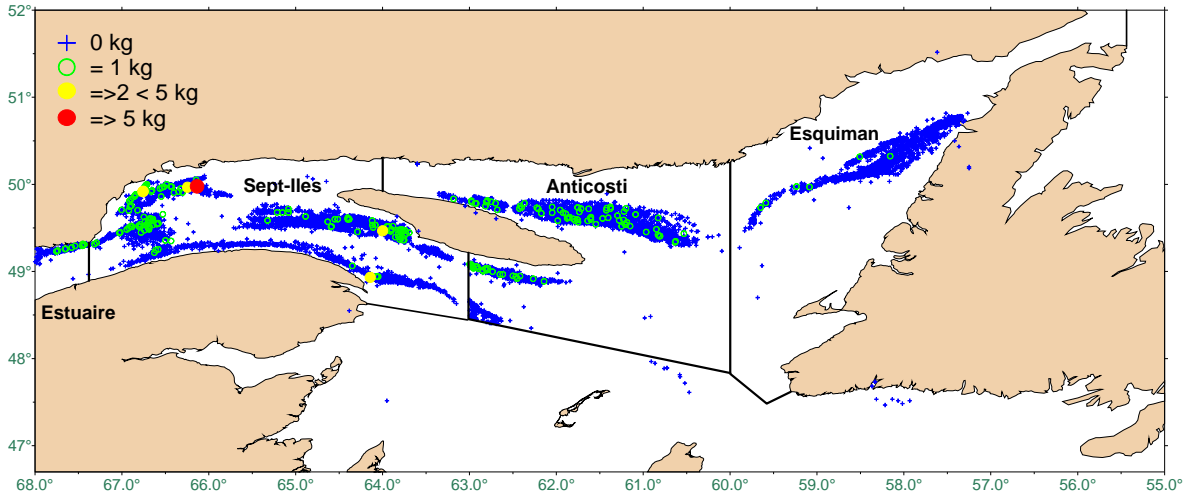 52°
0 kg
= 1 kg
=>2 < 5 kg
=> 5 kg
51°
Esquiman
50°
Sept-Iles
Anticosti
49°
Estuaire
48°
47°
68.0° 67.0° 66.0° 65.0° 64.0° 63.0° 62.0° 61.0° 60.0° 59.0° 58.0° 57.0° 56.0° 55.0°